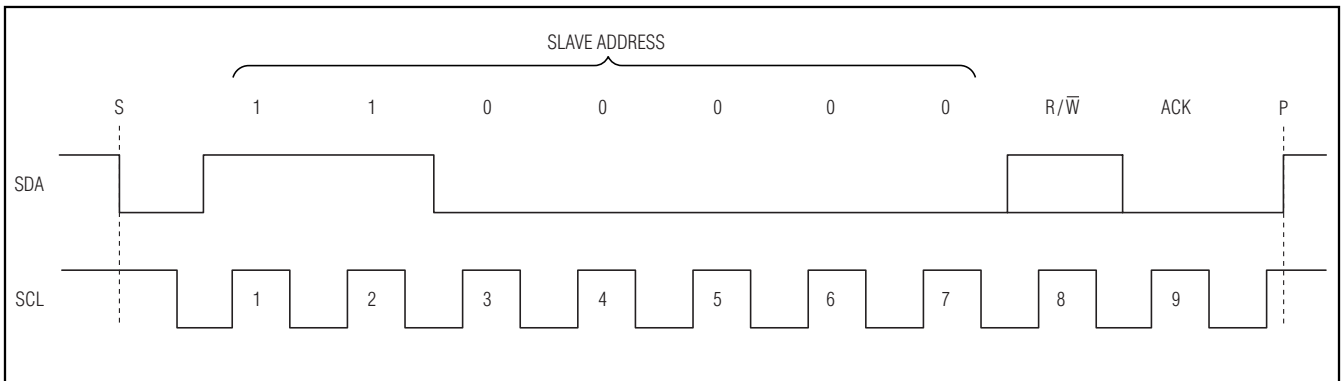 SLAVE ADDRESS
S 1 1 0 0 0 0 0 R/W̅ ACK P
SDA
SCL 1 2 3 4 5 6 7 8 9